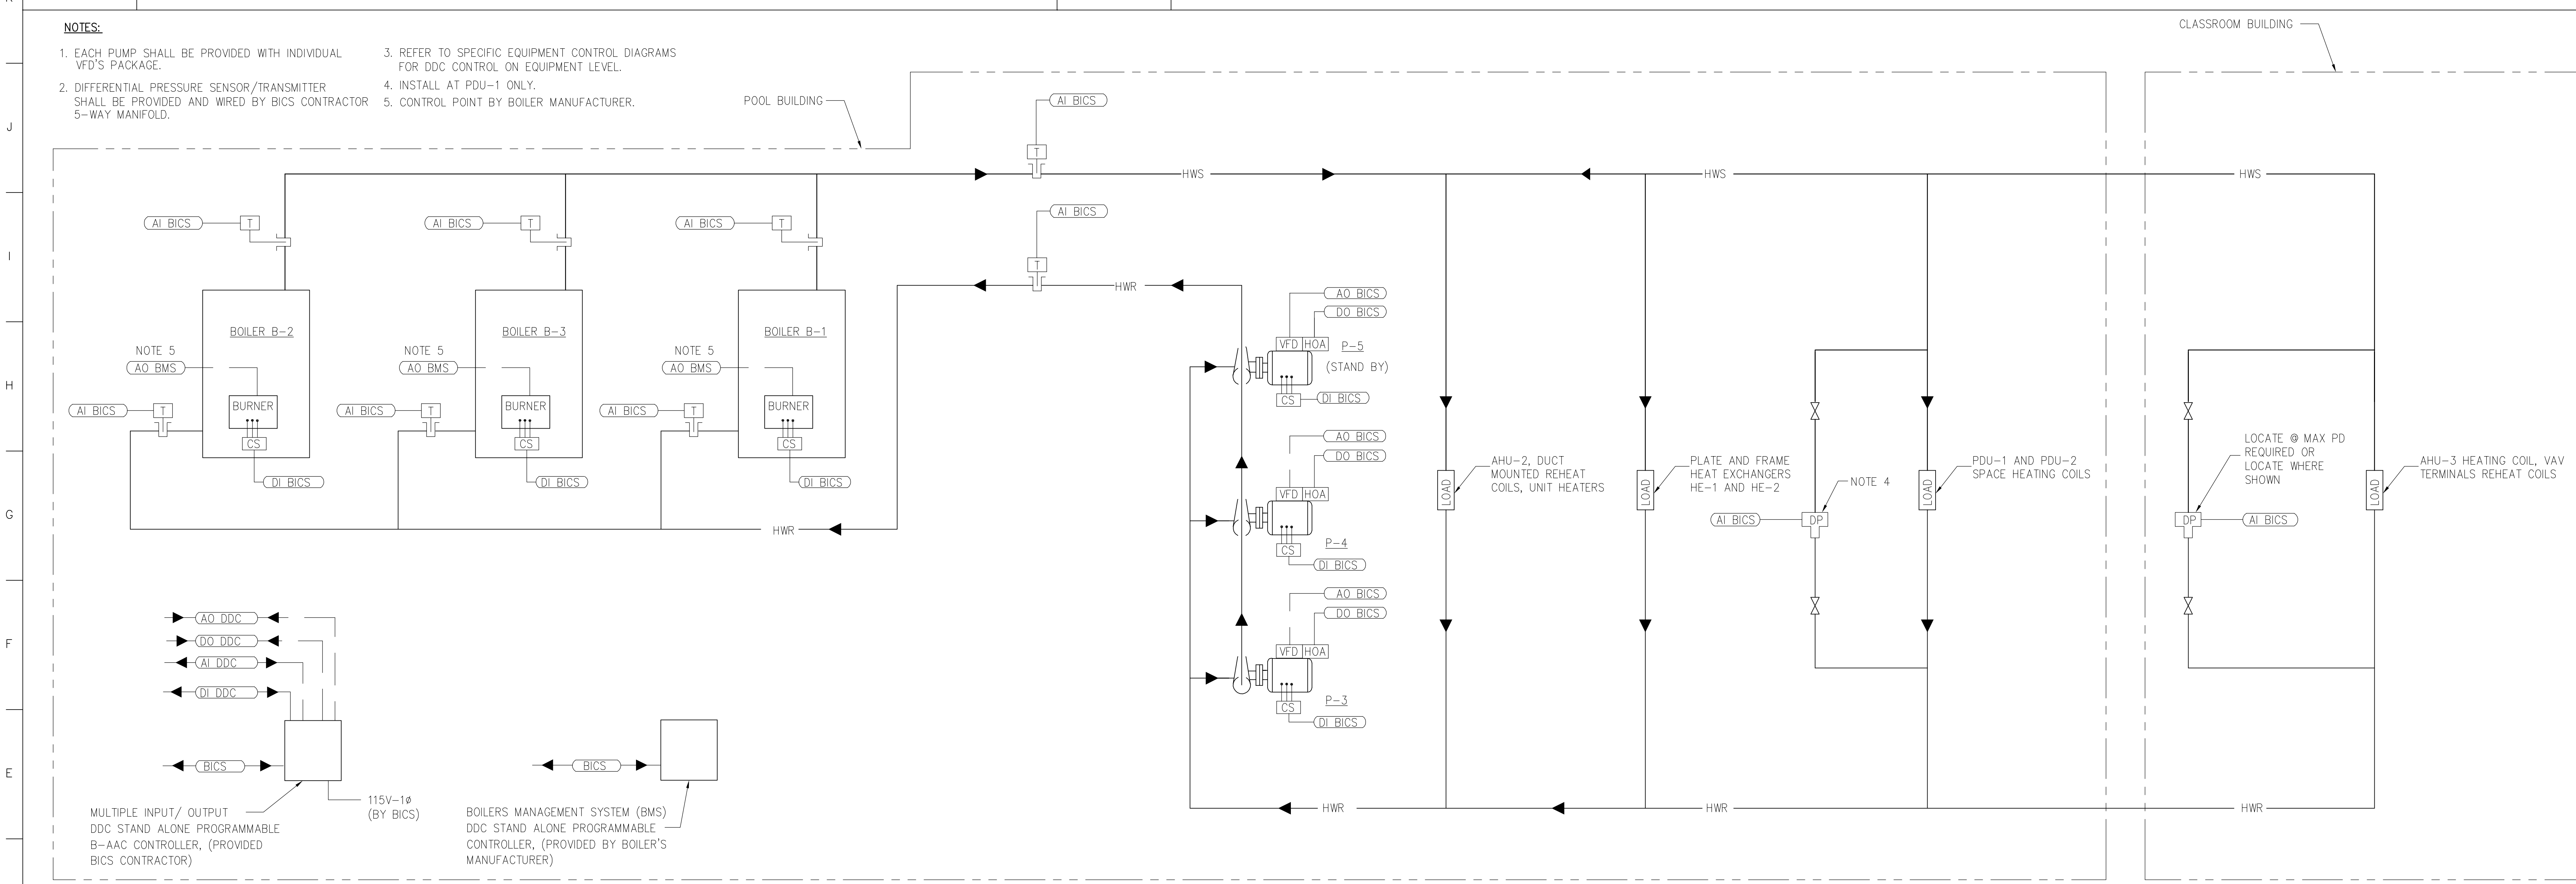 NOTES:
1. EACH PUMP SHALL BE PROVIDED WITH INDIVIDUAL
VFD'S PACKAGE.
2. DIFFERENTIAL PRESSURE SENSOR/TRANSMITTER
SHALL BE PROVIDED AND WIRED BY BICS CONTRACTOR
5-WAY MANIFOLD.
3. REFER TO SPECIFIC EQUIPMENT CONTROL DIAGRAMS
FOR DDC CONTROL ON EQUIPMENT LEVEL.
4. INSTALL AT PDU-1 ONLY.
5. CONTROL POINT BY BOILER MANUFACTURER.
POOL BUILDING
CLASSROOM BUILDING
J
I
H
G
F
E
AI BICS
T
HWS
HWS
HWS
AI BICS
T
HWR
AI BICS
T
AI BICS
T
AI BICS
T
BOILER B-2
NOTE 5
AO BMS
BURNER
CS
AI BICS
T
DI BICS
BOILER B-3
NOTE 5
AO BMS
BURNER
CS
AI BICS
T
DI BICS
BOILER B-1
NOTE 5
AO BMS
BURNER
CS
AI BICS
T
DI BICS
HWR
AO BICS
DO BICS
VFD
HOA
P-5
(STAND BY)
CS
DI BICS
AO BICS
DO BICS
VFD
HOA
P-4
CS
DI BICS
AO BICS
DO BICS
VFD
HOA
P-3
CS
DI BICS
LOAD
AHU-2, DUCT
MOUNTED REHEAT
COILS, UNIT HEATERS
LOAD
PLATE AND FRAME
HEAT EXCHANGERS
HE-1 AND HE-2
AI BICS
DP
NOTE 4
LOAD
PDU-1 AND PDU-2
SPACE HEATING COILS
LOCATE @ MAX PD
REQUIRED OR
LOCATE WHERE
SHOWN
DP
AI BICS
LOAD
AHU-3 HEATING COIL, VAV
TERMINALS REHEAT COILS
HWR
HWR
HWR
AO DDC
DO DDC
AI DDC
DI DDC
BICS
115V-1ø
(BY BICS)
MULTIPLE INPUT/ OUTPUT
DDC STAND ALONE PROGRAMMABLE
B-AAC CONTROLLER, (PROVIDED
BICS CONTRACTOR)
BICS
BOILERS MANAGEMENT SYSTEM (BMS)
DDC STAND ALONE PROGRAMMABLE
CONTROLLER, (PROVIDED BY BOILER'S
MANUFACTURER)